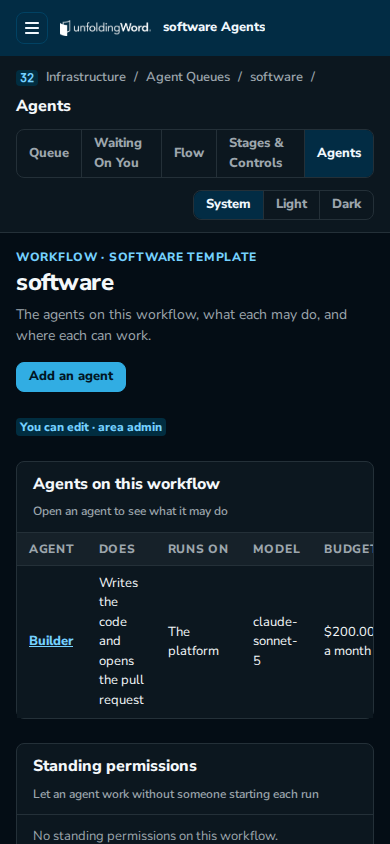 unfoldingWord. software Agents
32 Infrastructure / Agent Queues / software /
Agents
Queue
Waiting
On You
Flow
Stages &
Controls
Agents
System Light Dark
WORKFLOW · SOFTWARE TEMPLATE
software
The agents on this workflow, what each may do, and
where each can work.
Add an agent
You can edit · area admin
Agents on this workflow
Open an agent to see what it may do
AGENT DOES RUNS ON MODEL BUDGET
Builder
Writes
the
code
and
opens
the pull
request
The
platform
claude-
sonnet-
5
$200.00
a month
Standing permissions
Let an agent work without someone starting each run
No standing permissions on this workflow.